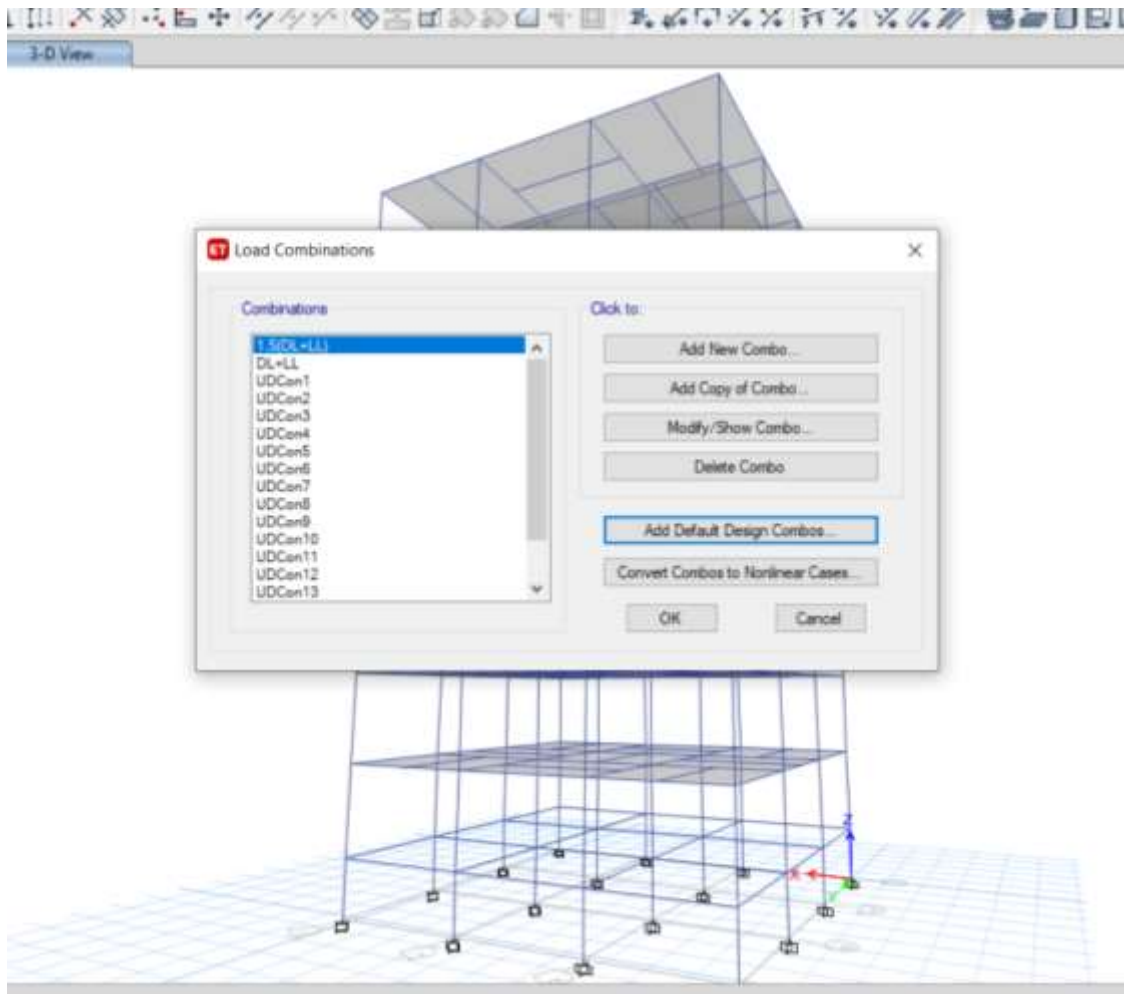 3-D View
ET Load Combinations
Combinations
1.5(DL+LL)
DL+LL
UDCon1
UDCon2
UDCon3
UDCon4
UDCon5
UDCon6
UDCon7
UDCon8
UDCon9
UDCon10
UDCon11
UDCon12
UDCon13
Click to:
Add New Combo...
Add Copy of Combo...
Modify/Show Combo...
Delete Combo
Add Default Design Combos...
Convert Combos to Nonlinear Cases...
OK
Cancel
Z
X
Y